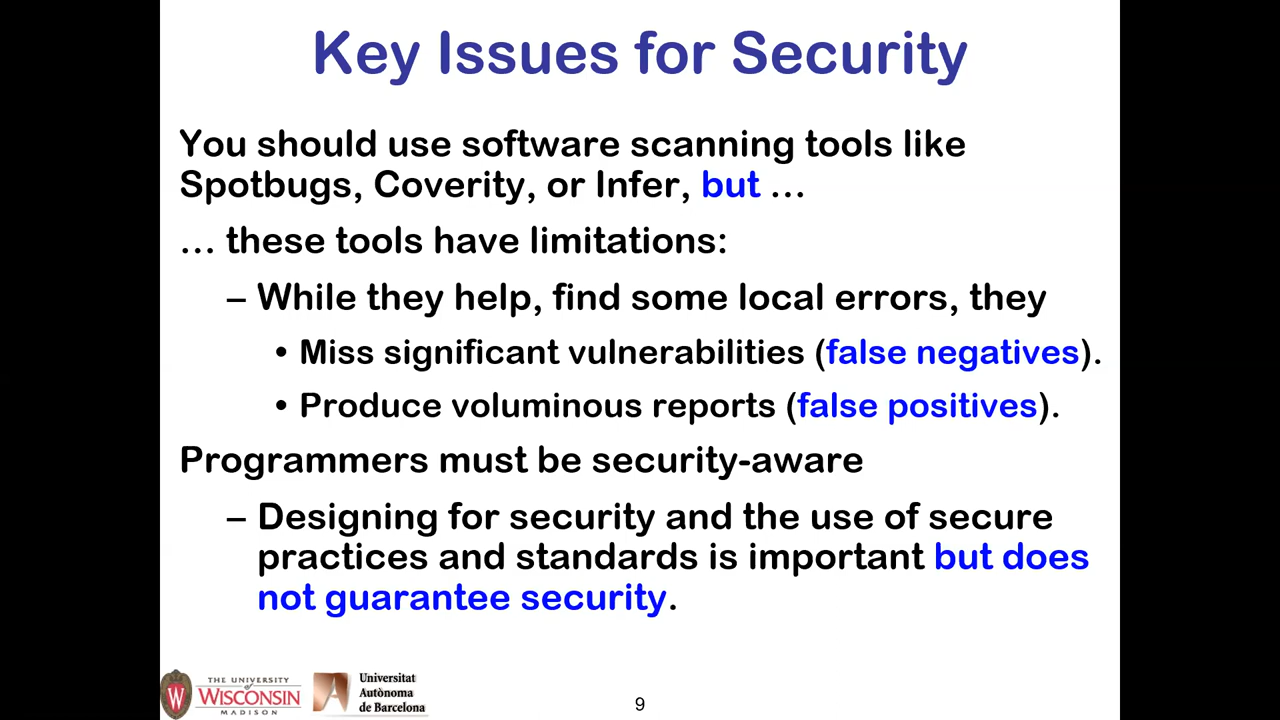 Key Issues for Security
You should use software scanning tools like
Spotbugs, Coverity, or Infer, but …
… these tools have limitations:
– While they help, find some local errors, they
• Miss significant vulnerabilities (false negatives).
• Produce voluminous reports (false positives).
Programmers must be security-aware
– Designing for security and the use of secure
practices and standards is important but does
not guarantee security.
THE UNIVERSITY
of
WISCONSIN
MADISON
Universitat
Autònoma
de Barcelona
9